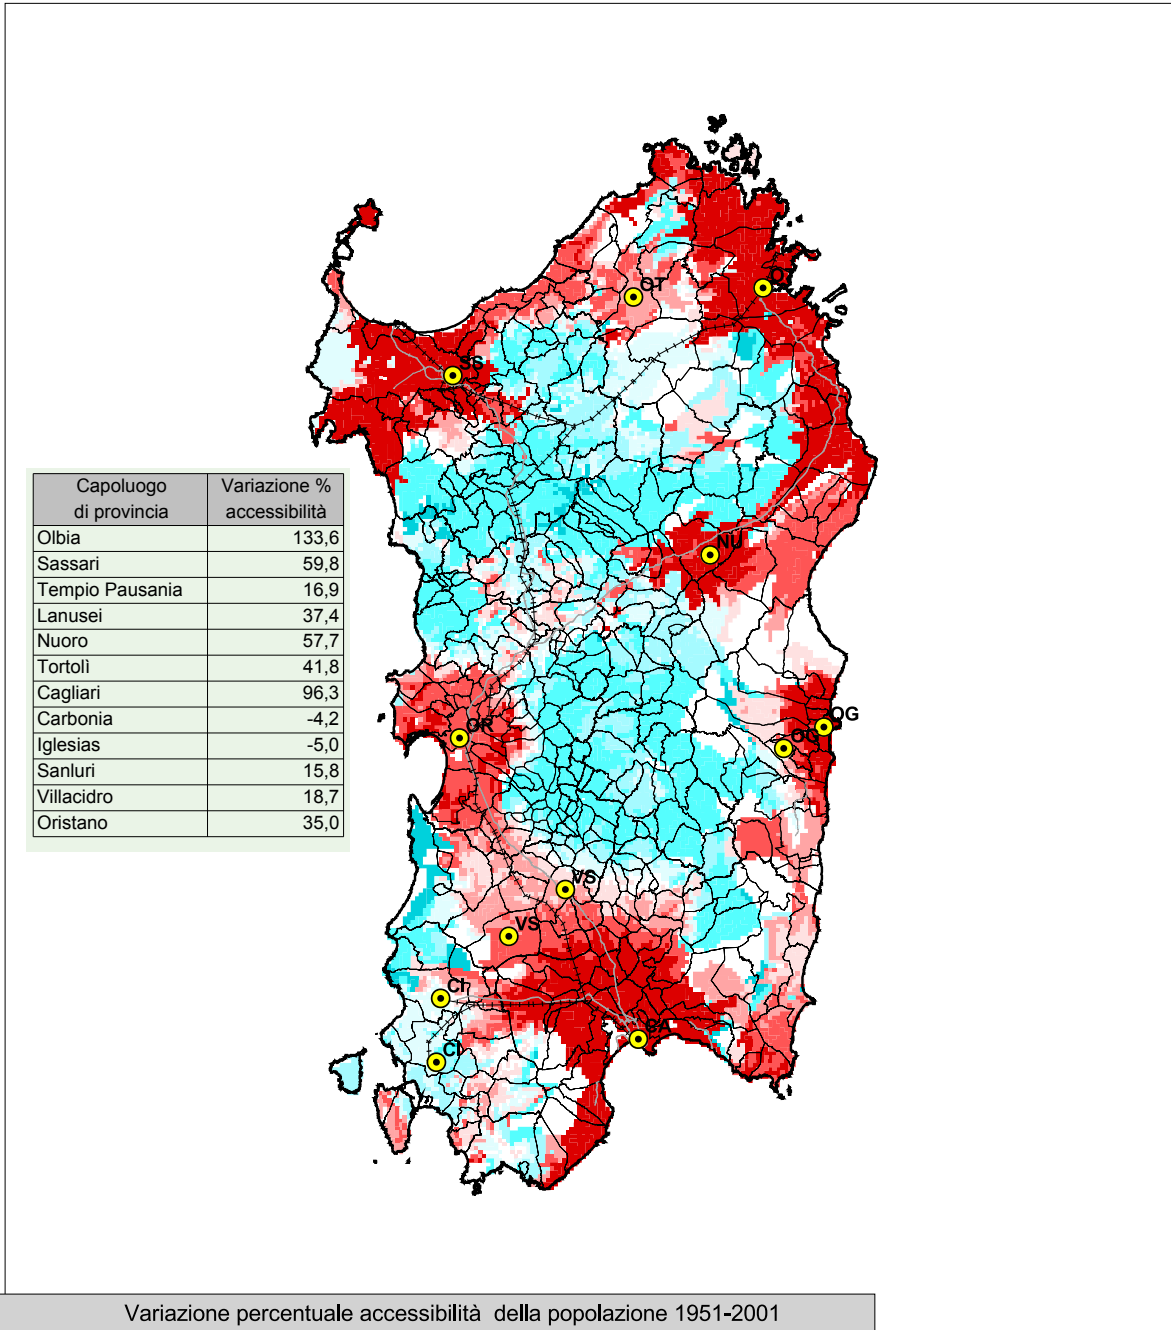 OT
O
SS
Capoluogo di provincia Variazione % accessibilità
Olbia 133,6
Sassari 59,8
Tempio Pausania 16,9
Lanusei 37,4
Nuoro 57,7
Tortolì 41,8
Cagliari 96,3
Carbonia -4,2
Iglesias -5,0
Sanluri 15,8
Villacidro 18,7
Oristano 35,0
NU
OG
OR
OG
VS
VS
CI
CA
CI
Variazione percentuale accessibilità della popolazione 1951-2001